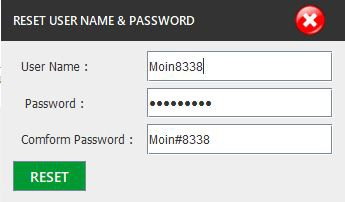 RESET USER NAME & PASSWORD
User Name : Moin8338
Password : •••••••••
Comform Password : Moin#8338
RESET